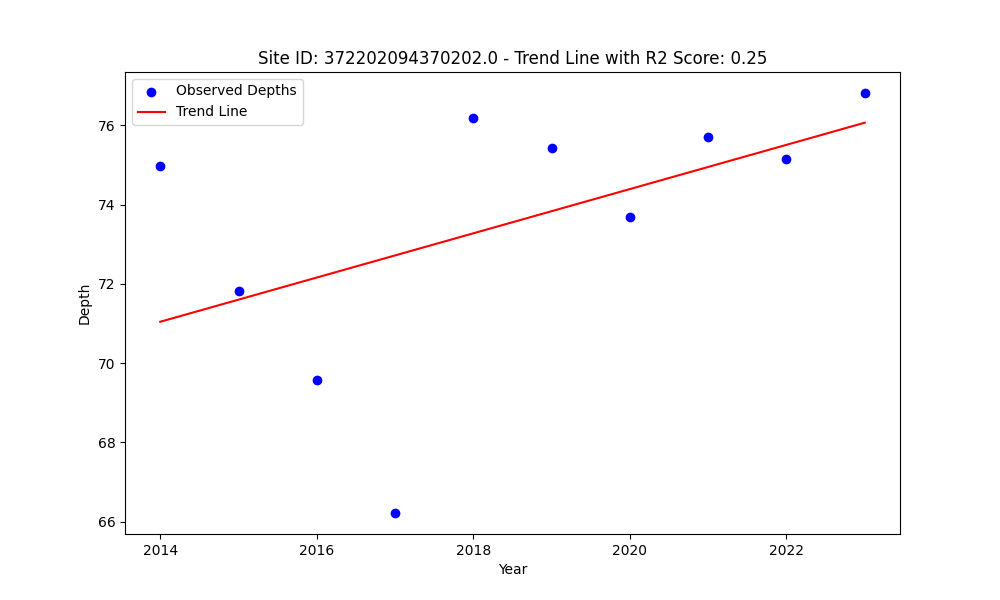 Site ID: 372202094370202.0 - Trend Line with R2 Score: 0.25
Observed Depths
Trend Line
76
74
72
70
68
66
Depth
2014
2016
2018
2020
2022
Year